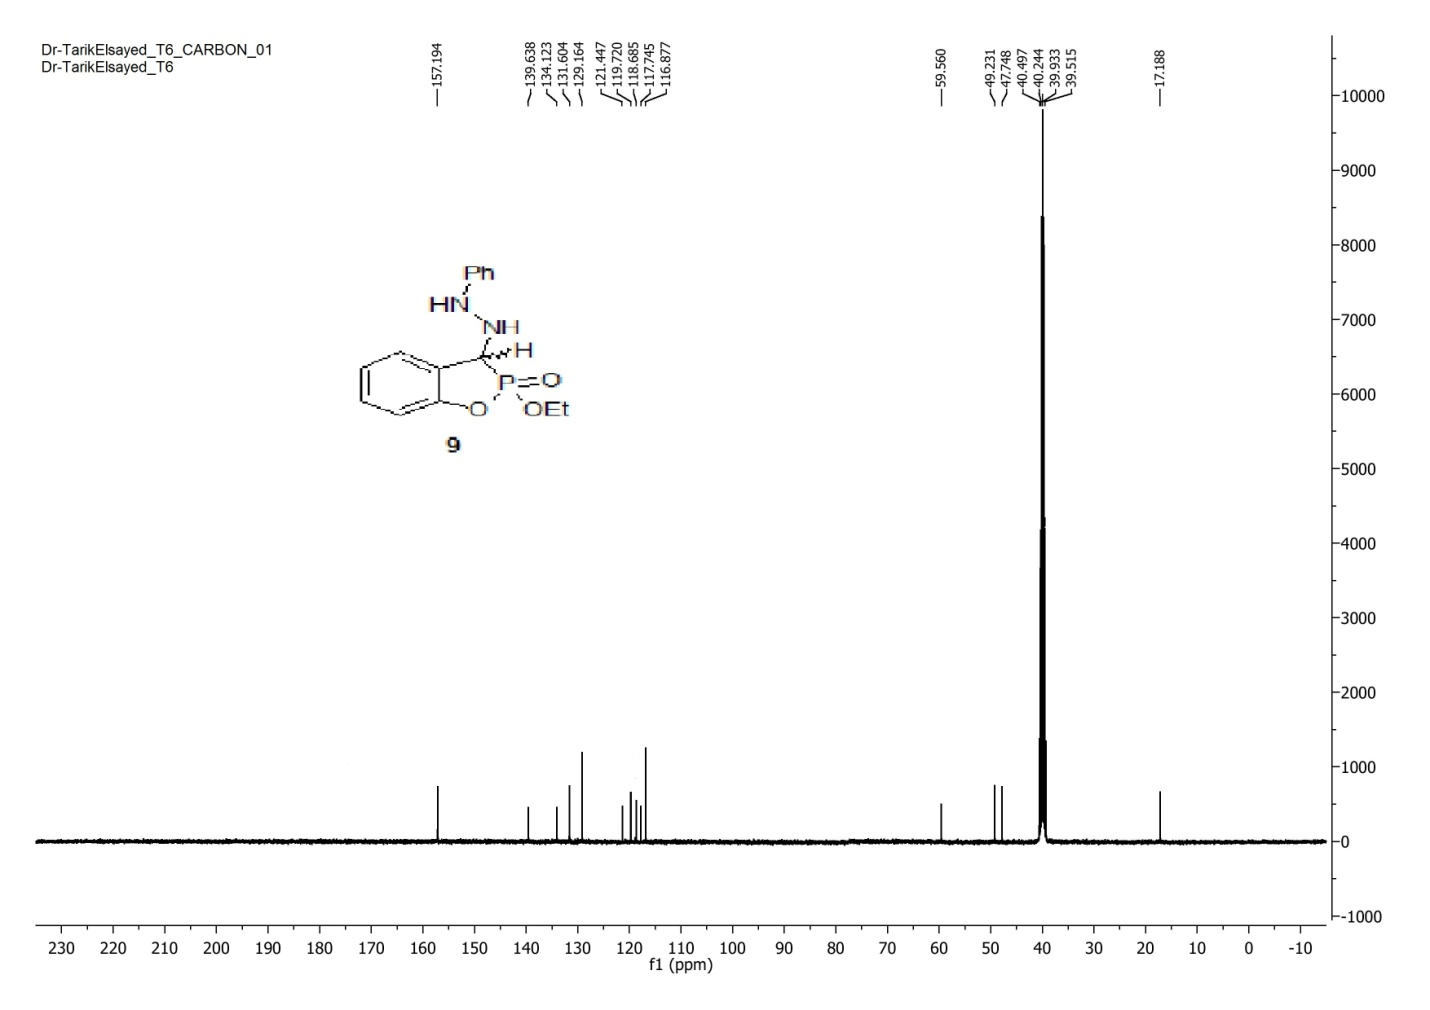 Dr-TarikElsayed_T6_CARBON_01
Dr-TarikElsayed_T6
157.194
139.638
134.123
131.604
129.164
121.447
119.720
118.685
117.745
116.877
59.560
49.231
47.748
40.497
40.244
39.933
39.515
17.188
10000
9000
8000
7000
6000
5000
4000
3000
2000
1000
0
-1000
Ph
HN
NH
H
P=O
O
OEt
9
230 220 210 200 190 180 170 160 150 140 130 120 110 100 90 80 70 60 50 40 30 20 10 0 -10
f1 (ppm)